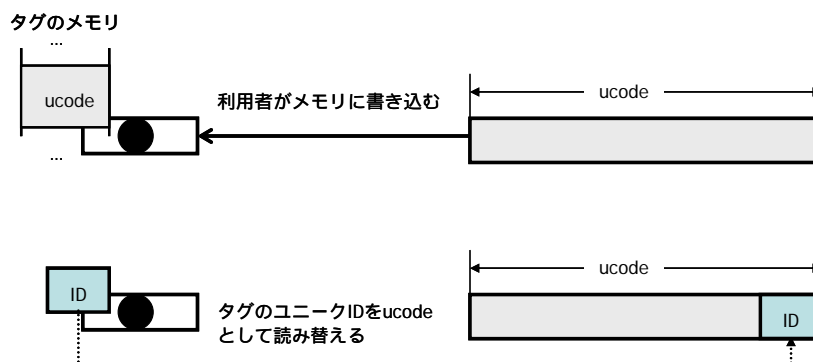 タグのメモリ
...
ucode
利用者がメモリに書き込む
ucode
...
ID
タグのユニークIDをucode
として読み替える
ucode
ID